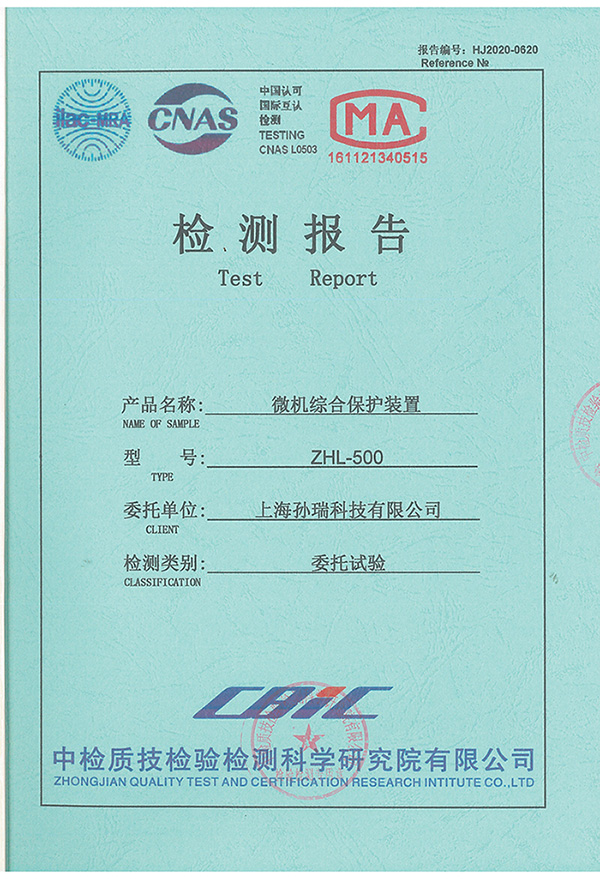 报告编号：HJ2020-0620
Reference №
ilac-MRA
CNAS
中国认可
国际互认
检测
TESTING
CNAS L0503
MA
161121340515
检测报告
Test Report
产品名称: 微机综合保护装置
NAME OF SAMPLE
型 号: ZHL-500
TYPE
委托单位: 上海孙瑞科技有限公司
CLIENT
检测类别: 委托试验
CLASSIFICATION
中检质技检验检测科学研究院有限公司
ZHONGJIAN QUALITY TEST AND CERTIFICATION RESEARCH INTITUTE CO.,LTD